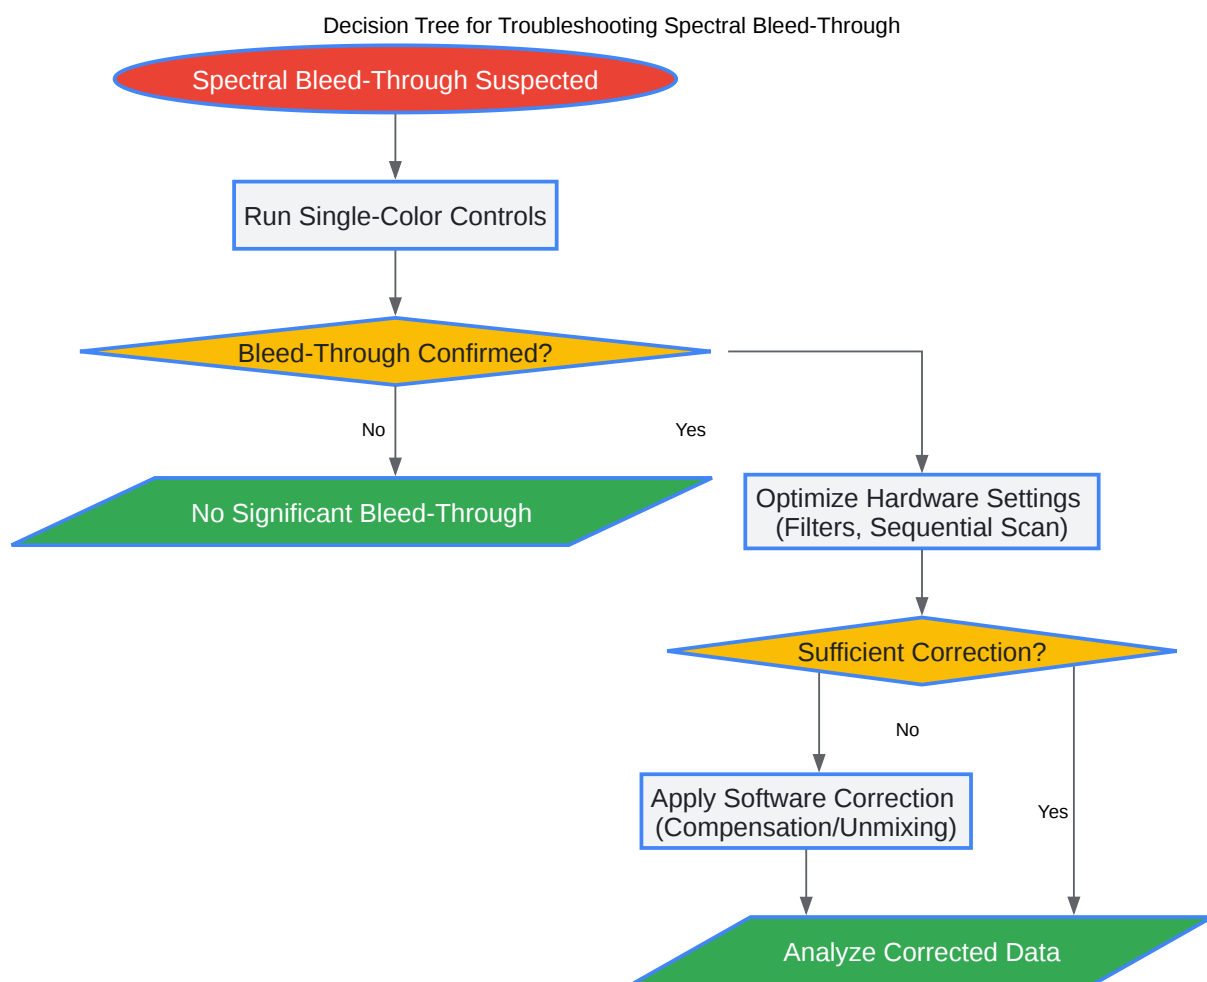 Decision Tree for Troubleshooting Spectral Bleed-Through
Spectral Bleed-Through Suspected
Run Single-Color Controls
Bleed-Through Confirmed?
No
Yes
No Significant Bleed-Through
Optimize Hardware Settings
(Filters, Sequential Scan)
Sufficient Correction?
No
Apply Software Correction
(Compensation/Unmixing)
Yes
Analyze Corrected Data